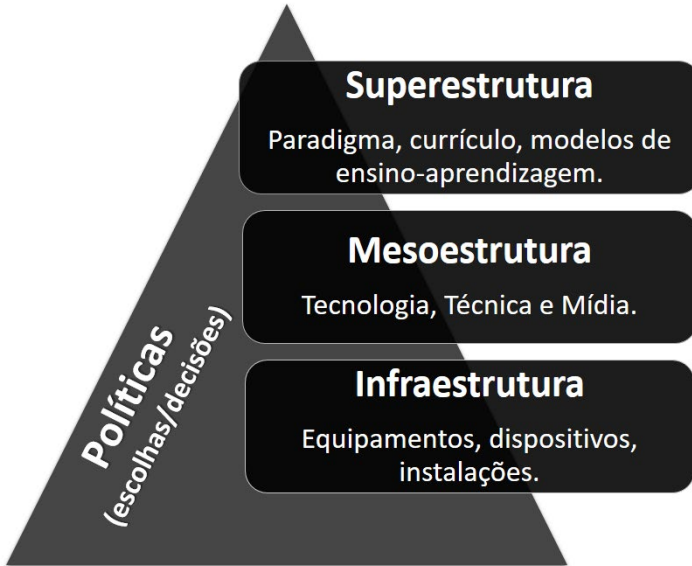 Superestrutura
Paradigma, currículo, modelos de
ensino-aprendizagem.
Mesoestrutura
Tecnologia, Técnica e Mídia.
Infraestrutura
Equipamentos, dispositivos,
instalações.
Políticas
(escolhas/decisões)